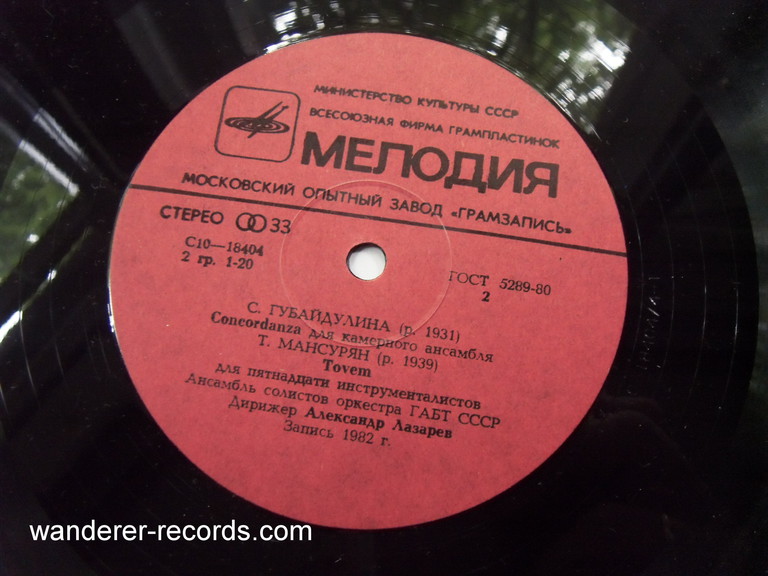 МИНИСТЕРСТВО КУЛЬТУРЫ СССР
ВСЕСОЮЗНАЯ ФИРМА ГРАМПЛАСТИНОК
МЕЛОДИЯ
МОСКОВСКИЙ ОПЫТНЫЙ ЗАВОД «ГРАМЗАПИСЬ»
СТЕРЕО 33
С10—18404
2 гр. 1-20
ГОСТ 5289-80
2
С. ГУБАЙДУЛИНА (р. 1931)
Concordanza для камерного ансамбля
Т. МАНСУРЯН (р. 1939)
Tovem
для пятнадцати инструменталистов
Ансамбль солистов оркестра ГАБТ СССР
Дирижер Александр Лазарев
Запись 1982 г.
wanderer-records.com